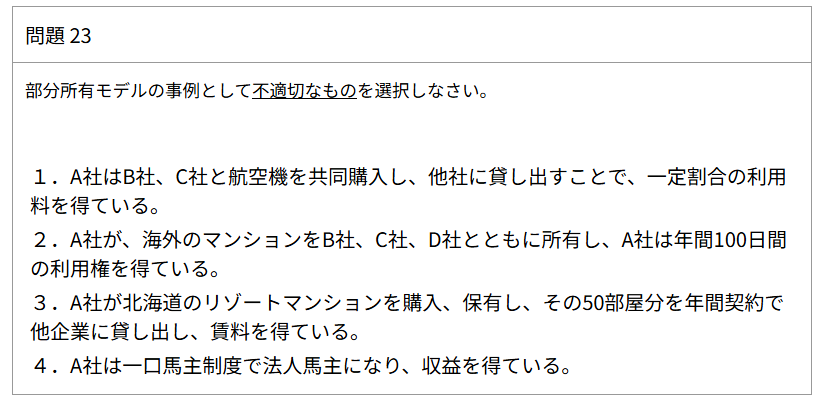 問題 23
部分所有モデルの事例として不適切なものを選択しなさい。
１．A社はB社、C社と航空機を共同購入し、他社に貸し出すことで、一定割合の利用
料を得ている。
２．A社が、海外のマンションをB社、C社、D社とともに所有し、A社は年間100日間
の利用権を得ている。
３．A社が北海道のリゾートマンションを購入、保有し、その50部屋分を年間契約で
他企業に貸し出し、賃料を得ている。
４．A社は一口馬主制度で法人馬主になり、収益を得ている。